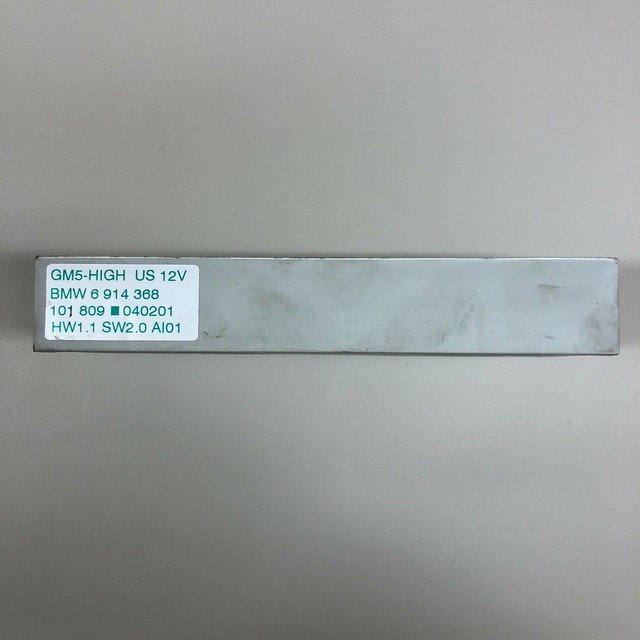 GM5-HIGH US 12V
BMW 6 914 368
101 809 ■ 040201
HW1.1 SW2.0 AI01